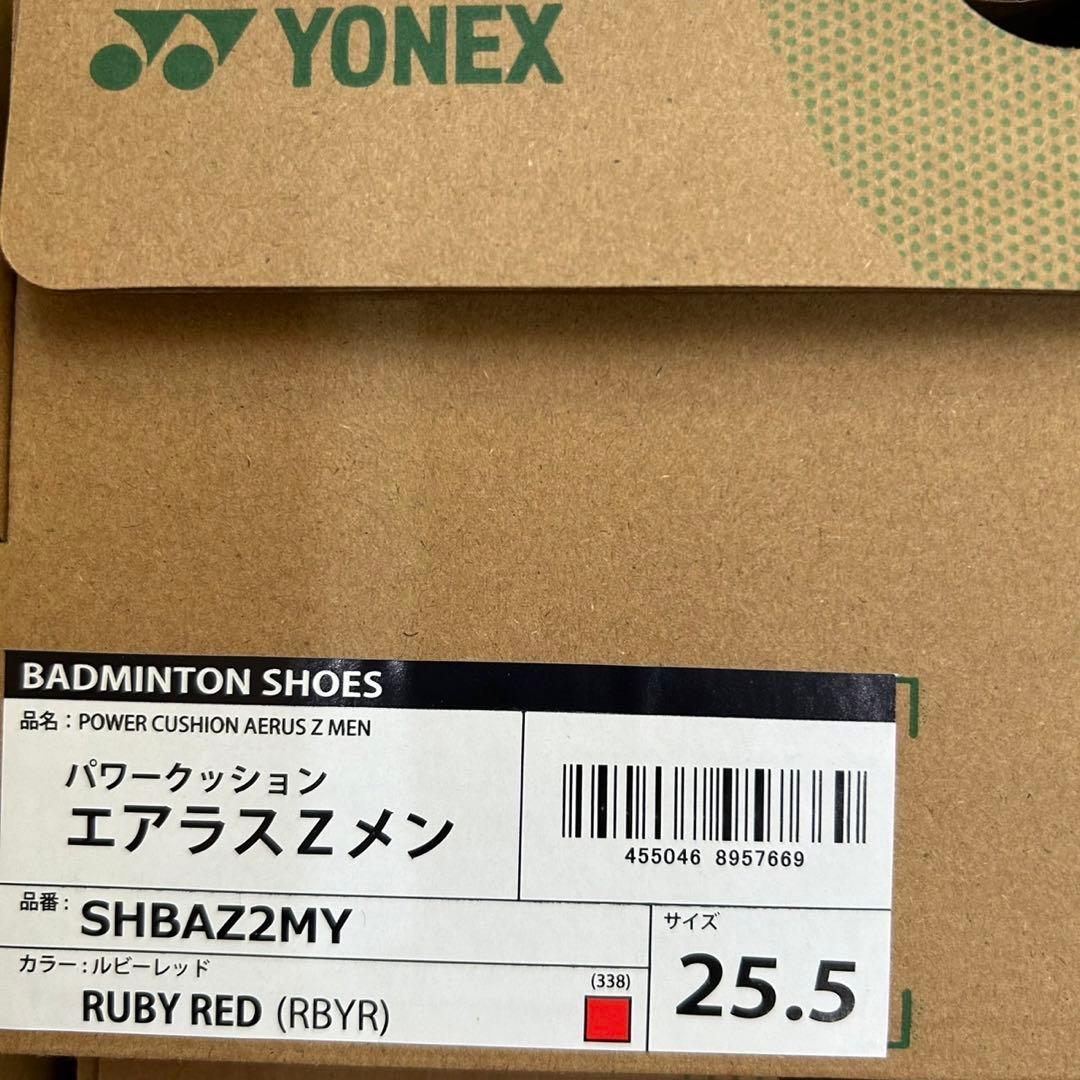 YONEX
BADMINTON SHOES
品名：POWER CUSHION AERUS Z MEN
パワークッション
エアラスZメン
455046 8957669
品番：
SHBAZ2MY
カラー：ルビーレッド
RUBY RED (RBYR)
(338)
サイズ
25.5